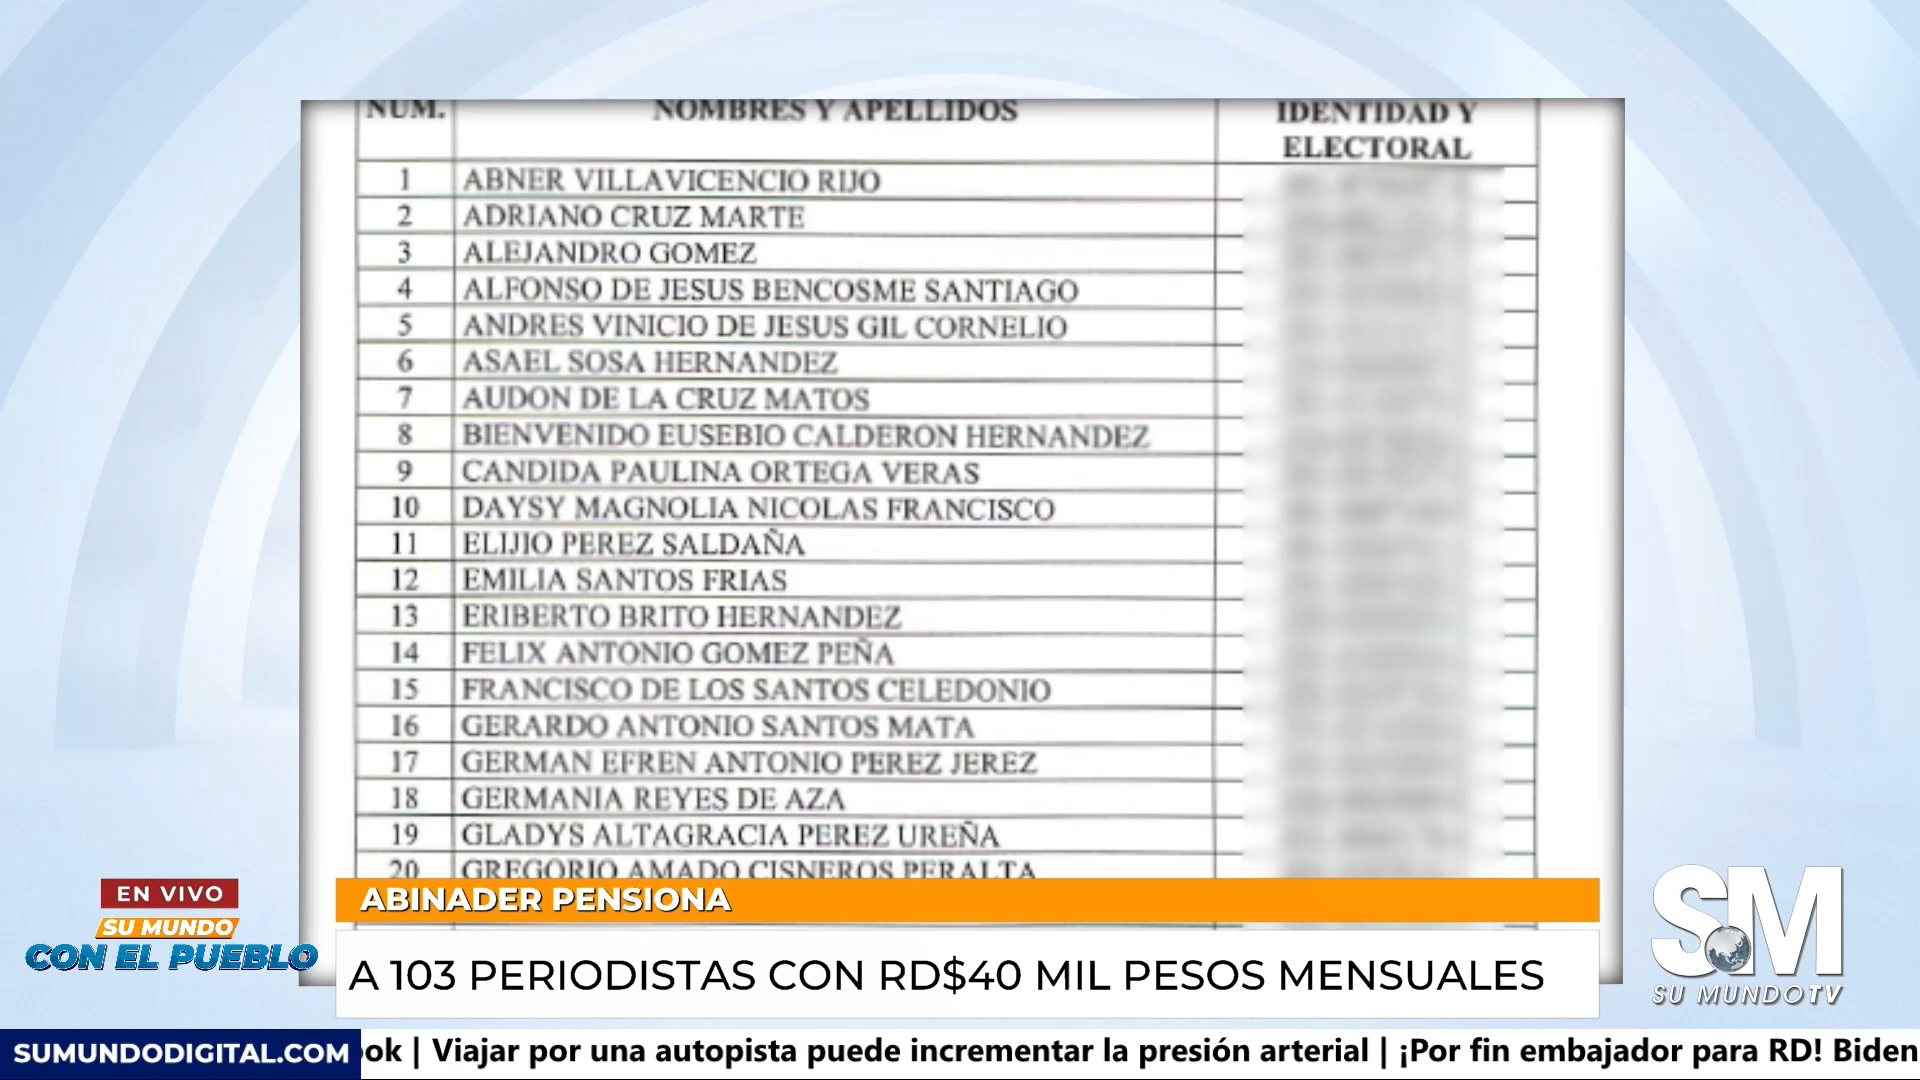 NUM. NOMBRES Y APELLIDOS IDENTIDAD Y
ELECTORAL
1 ABNER VILLAVICENCIO RIJO
2 ADRIANO CRUZ MARTE
3 ALEJANDRO GOMEZ
4 ALFONSO DE JESUS BENCOSME SANTIAGO
5 ANDRES VINICIO DE JESUS GIL CORNELIO
6 ASAEL SOSA HERNANDEZ
7 AUDON DE LA CRUZ MATOS
8 BIENVENIDO EUSEBIO CALDERON HERNANDEZ
9 CANDIDA PAULINA ORTEGA VERAS
10 DAYSY MAGNOLIA NICOLAS FRANCISCO
11 ELIJIO PEREZ SALDAÑA
12 EMILIA SANTOS FRIAS
13 ERIBERTO BRITO HERNANDEZ
14 FELIX ANTONIO GOMEZ PEÑA
15 FRANCISCO DE LOS SANTOS CELEDONIO
16 GERARDO ANTONIO SANTOS MATA
17 GERMAN EFREN ANTONIO PEREZ JEREZ
18 GERMANIA REYES DE AZA
19 GLADYS ALTAGRACIA PEREZ UREÑA
20 GREGORIO AMADO CISNEROS PERALTA
EN VIVO
SU MUNDO
CON EL PUEBLO
ABINADER PENSIONA
A 103 PERIODISTAS CON RD$40 MIL PESOS MENSUALES
SM
SU MUNDO TV
SUMUNDODIGITAL.COM ok | Viajar por una autopista puede incrementar la presión arterial | ¡Por fin embajador para RD! Biden